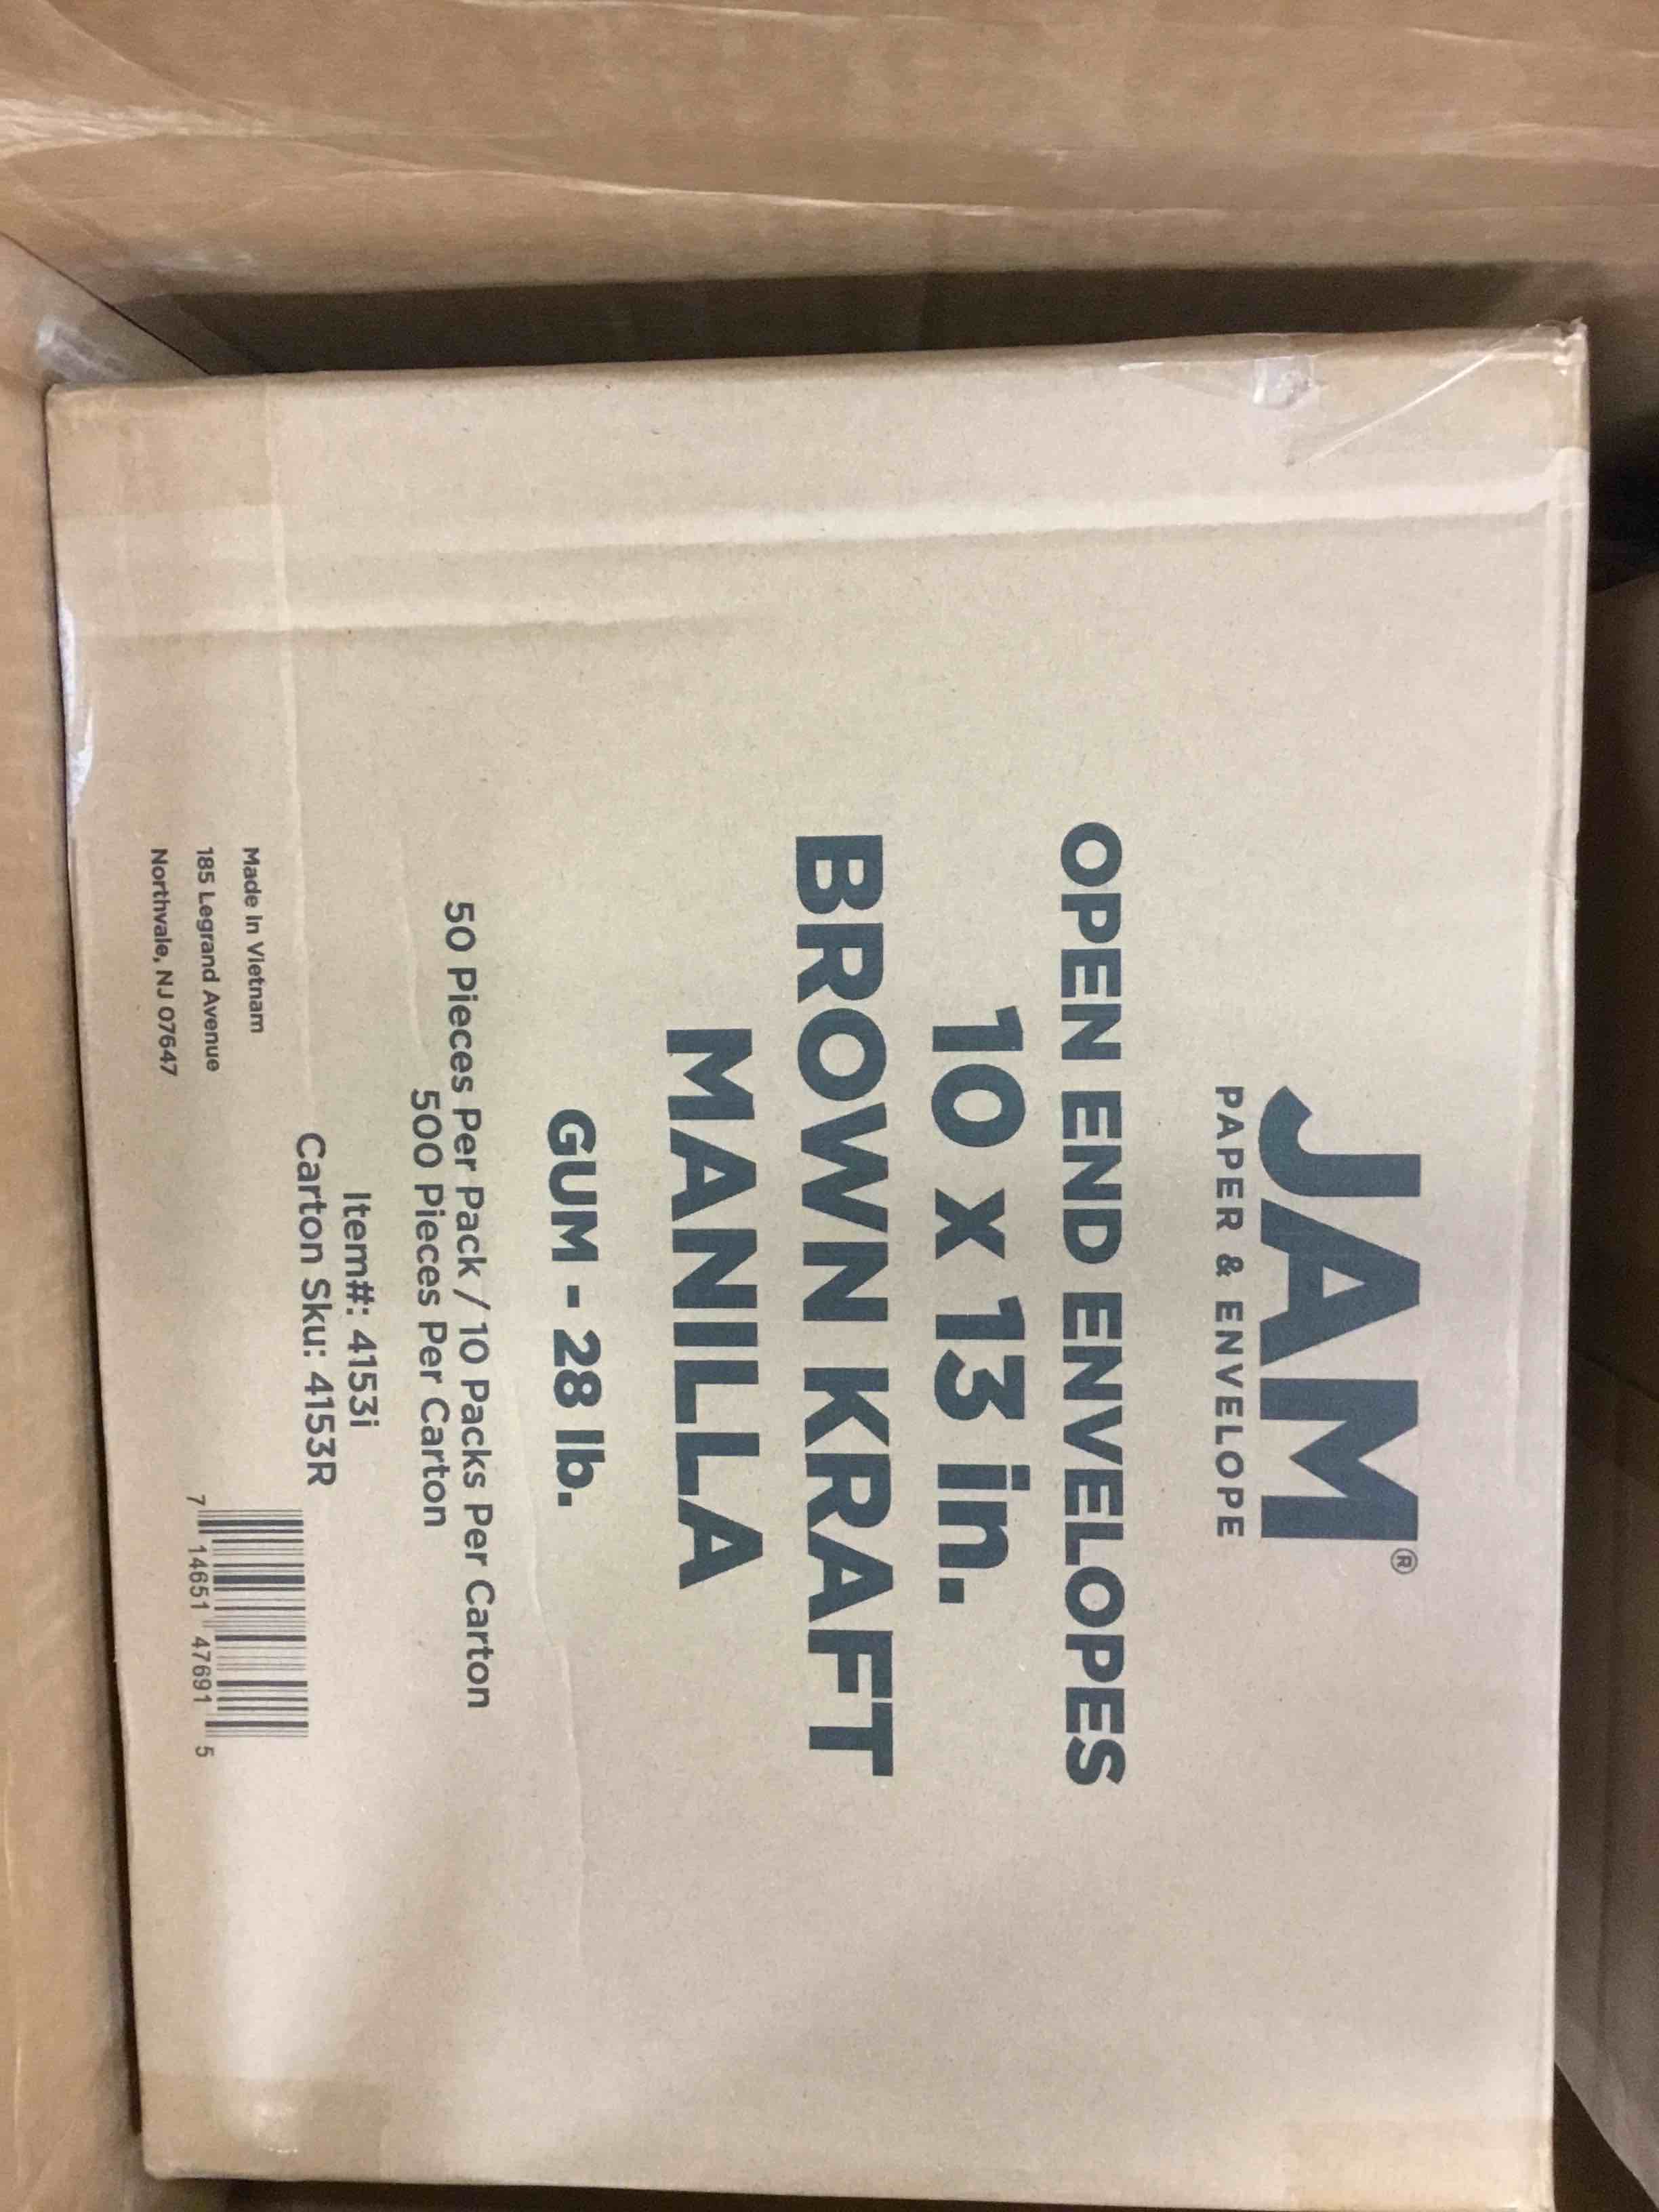 JAM®
PAPER & ENVELOPE
OPEN END ENVELOPES
10 x 13 in.
BROWN KRAFT
MANILLA
GUM - 28 lb.
50 Pieces Per Pack / 10 Packs Per Carton
500 Pieces Per Carton
Item#: 4153i
Carton Sku: 4153R
Made In Vietnam
185 Legrand Avenue
Northvale, NJ 07647
7 14651 47691 5